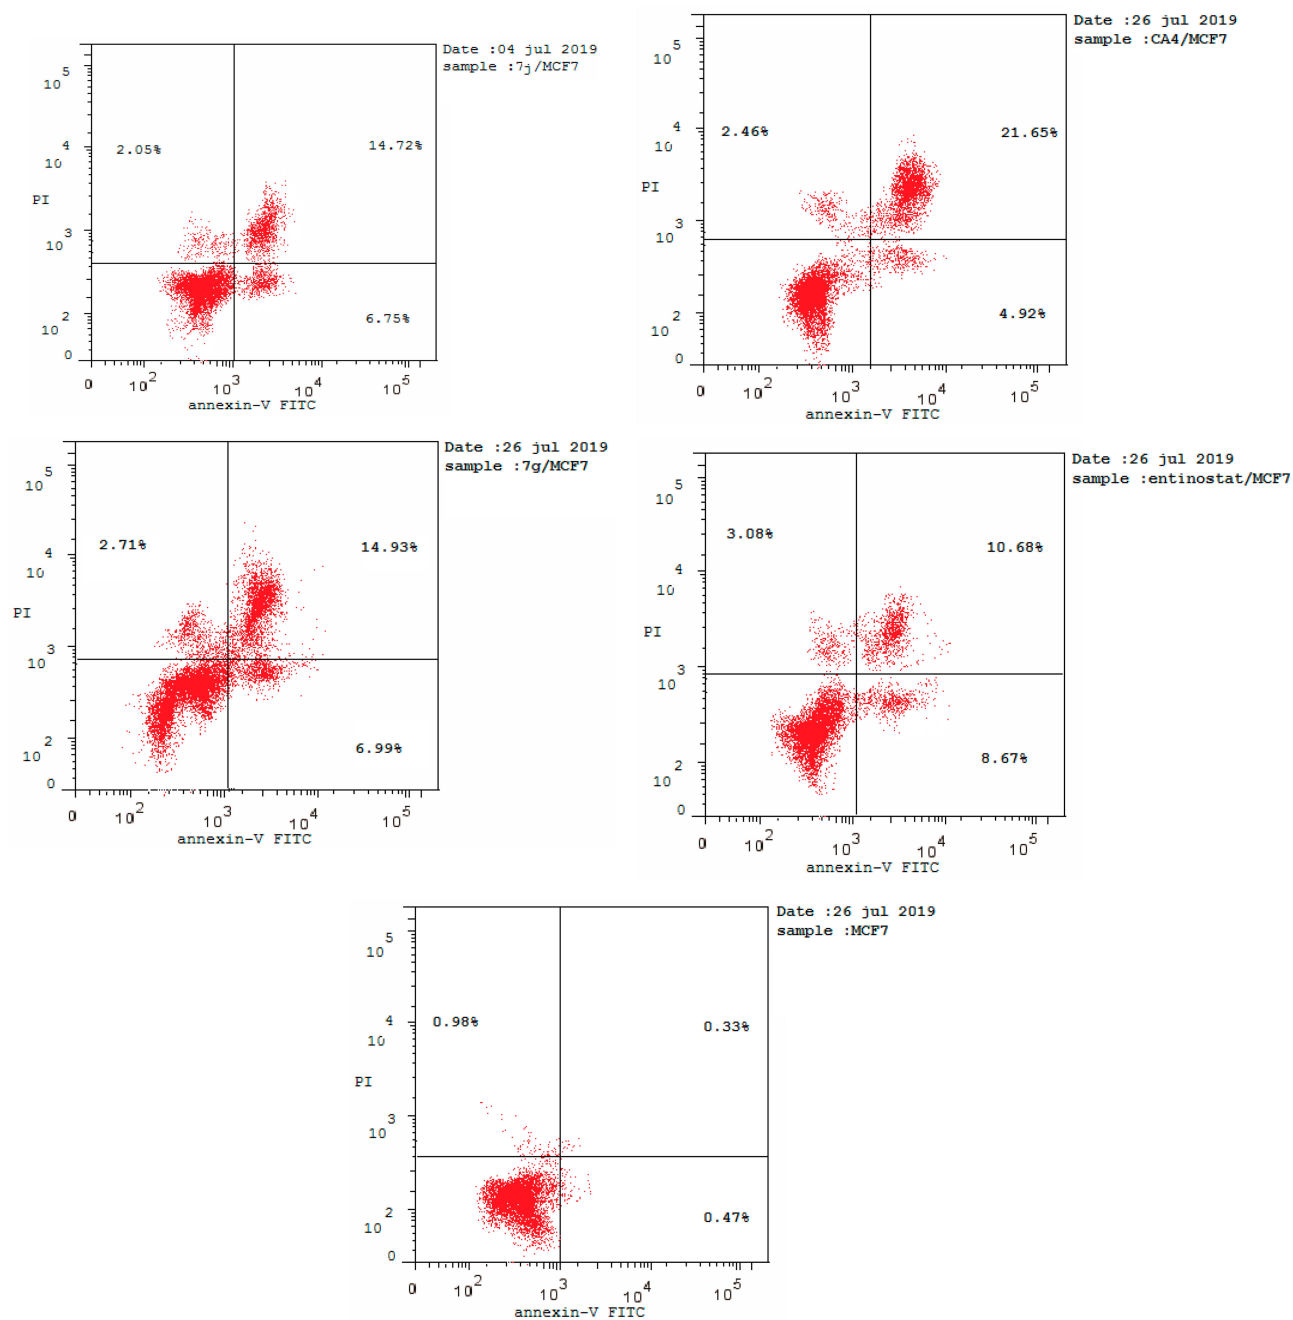 Date :04 jul 2019
sample :7j/MCF7
10^5
10^4
10^3
10^2
0
PI
2.05%
14.72%
6.75%
0 10^2 10^3 10^4 10^5
annexin-V FITC
Date :26 jul 2019
sample :CA4/MCF7
10^5
10^4
10^3
10^2
0
PI
2.46%
21.65%
4.92%
0 10^2 10^3 10^4 10^5
annexin-V FITC
Date :26 jul 2019
sample :7g/MCF7
10^5
10^4
10^3
10^2
0
PI
2.71%
14.93%
6.99%
0 10^2 10^3 10^4 10^5
annexin-V FITC
Date :26 jul 2019
sample :entinostat/MCF7
10^5
10^4
10^3
10^2
0
PI
3.08%
10.68%
8.67%
0 10^2 10^3 10^4 10^5
annexin-V FITC
Date :26 jul 2019
sample :MCF7
10^5
10^4
10^3
10^2
0
PI
0.98%
0.33%
0.47%
0 10^2 10^3 10^4 10^5
annexin-V FITC